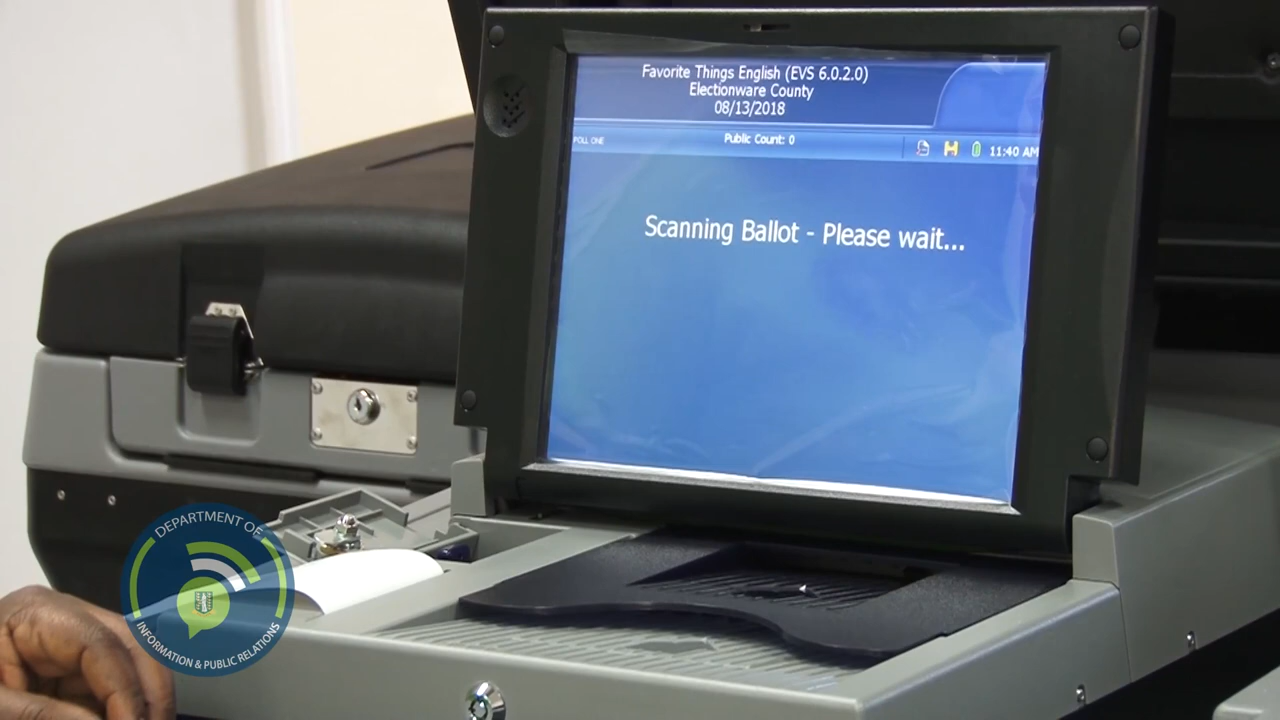 Favorite Things English (EVS 6.0.2.0)
Electionware County
08/13/2018
POLL ONE
Public Count: 0
11:40 AM
Scanning Ballot - Please wait...
DEPARTMENT OF
INFORMATION & PUBLIC RELATIONS